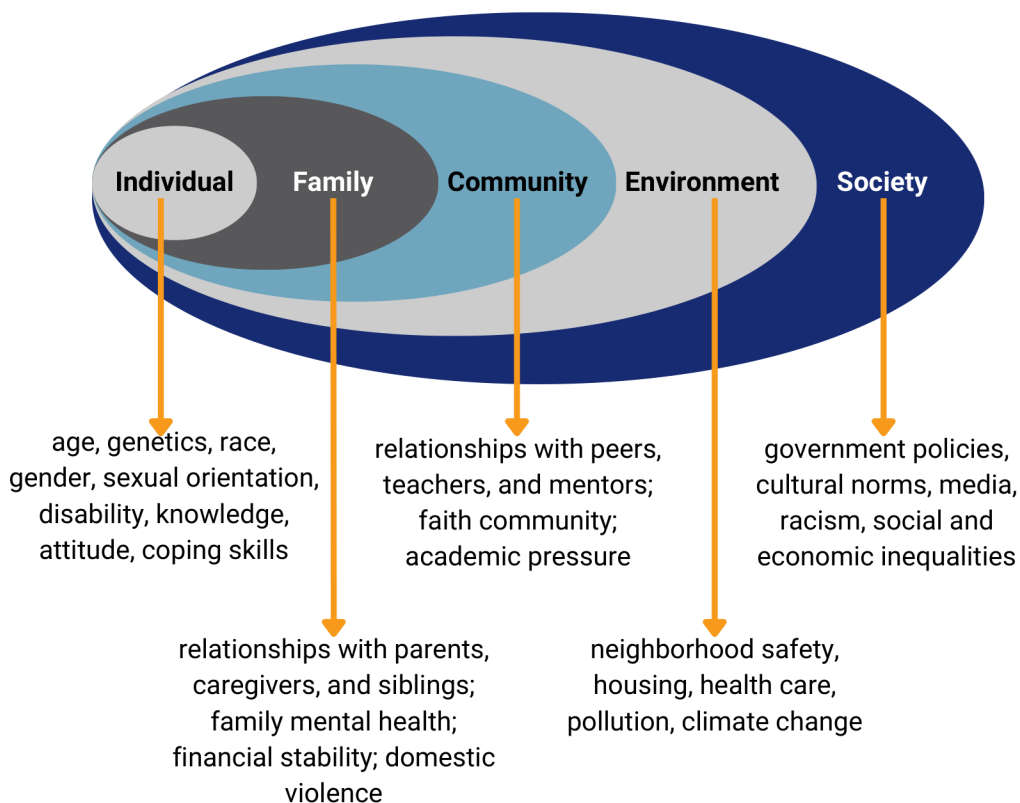 Individual
Family
Community
Environment
Society
age, genetics, race,
gender, sexual orientation,
disability, knowledge,
attitude, coping skills
relationships with peers,
teachers, and mentors;
faith community;
academic pressure
government policies,
cultural norms, media,
racism, social and
economic inequalities
relationships with parents,
caregivers, and siblings;
family mental health;
financial stability; domestic
violence
neighborhood safety,
housing, health care,
pollution, climate change